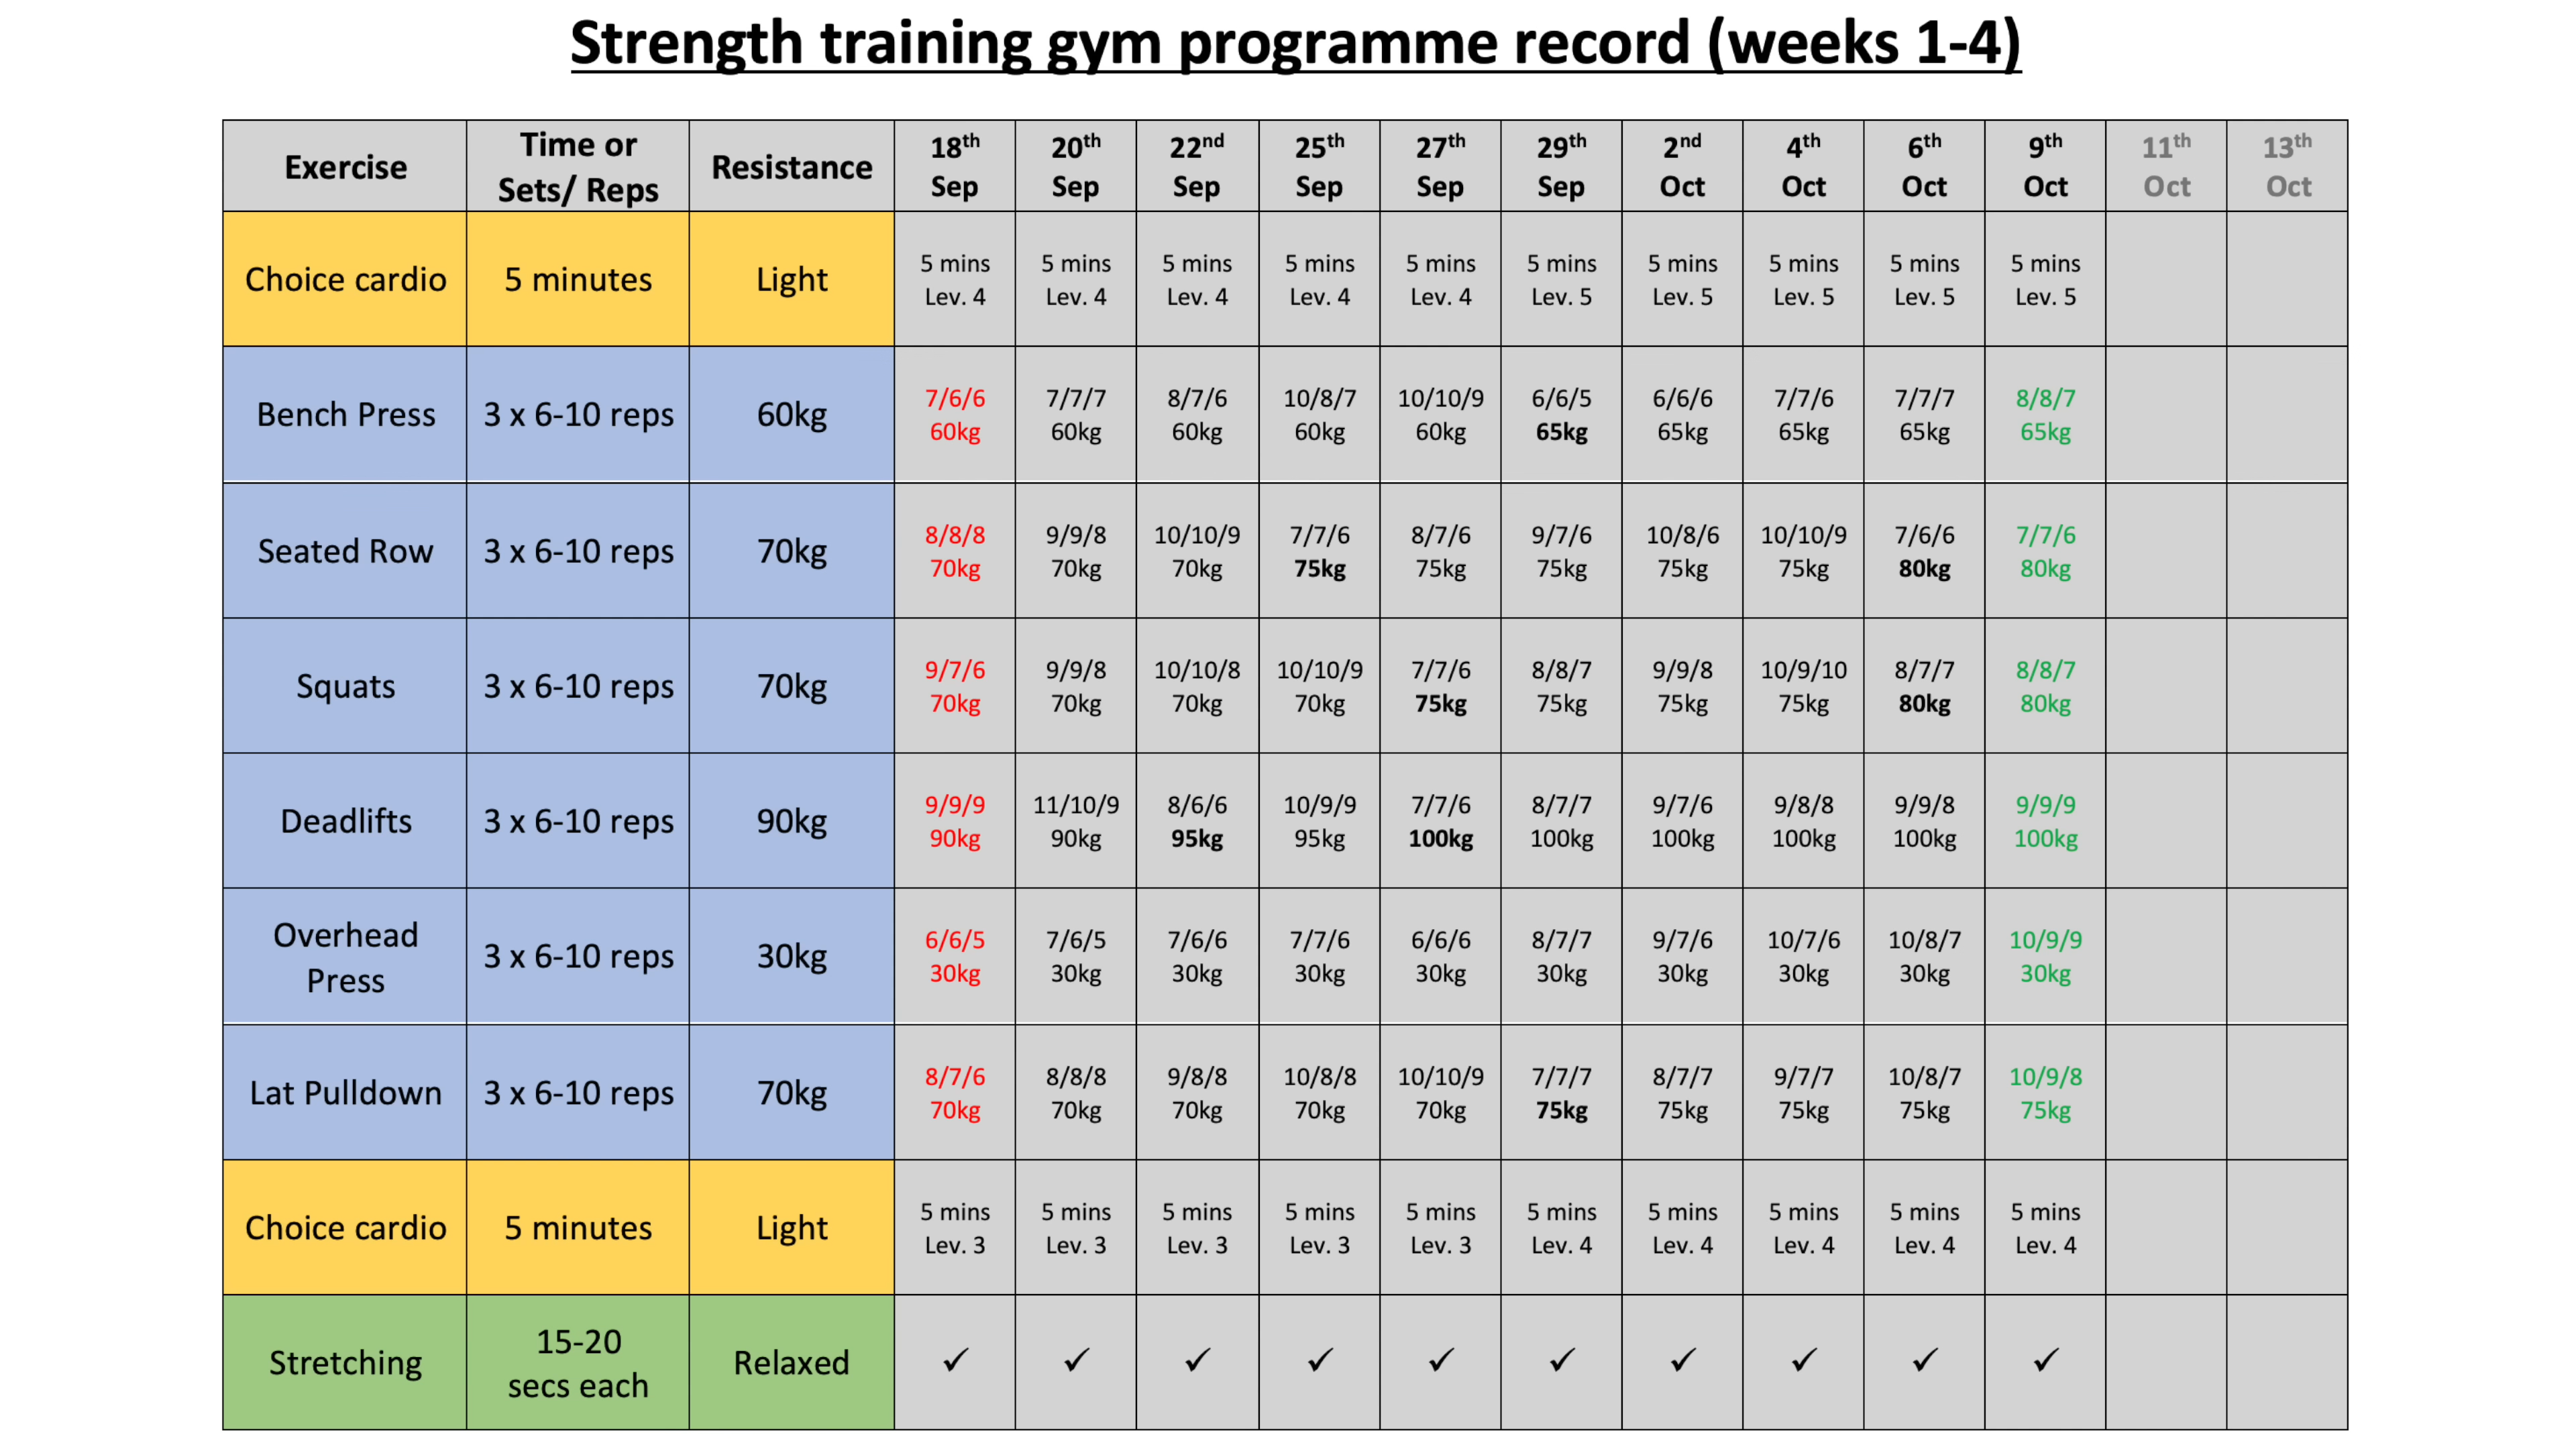 Strength training gym programme record (weeks 1-4)
Exercise
Time or
Sets/ Reps
Resistance
18th
Sep
20th
Sep
22nd
Sep
25th
Sep
27th
Sep
29th
Sep
2nd
Oct
4th
Oct
6th
Oct
9th
Oct
11th
Oct
13th
Oct
Choice cardio
5 minutes
Light
5 mins
Lev. 4
5 mins
Lev. 4
5 mins
Lev. 4
5 mins
Lev. 4
5 mins
Lev. 4
5 mins
Lev. 5
5 mins
Lev. 5
5 mins
Lev. 5
5 mins
Lev. 5
5 mins
Lev. 5
Bench Press
3 x 6-10 reps
60kg
7/6/6
60kg
7/7/7
60kg
8/7/6
60kg
10/8/7
60kg
10/10/9
60kg
6/6/5
65kg
6/6/6
65kg
7/7/6
65kg
7/7/7
65kg
8/8/7
65kg
Seated Row
3 x 6-10 reps
70kg
8/8/8
70kg
9/9/8
70kg
10/10/9
70kg
7/7/6
75kg
8/7/6
75kg
9/7/6
75kg
10/8/6
75kg
10/10/9
75kg
7/6/6
80kg
7/7/6
80kg
Squats
3 x 6-10 reps
70kg
9/7/6
70kg
9/9/8
70kg
10/10/8
70kg
10/10/9
70kg
7/7/6
75kg
8/8/7
75kg
9/9/8
75kg
10/9/10
75kg
8/7/7
80kg
8/8/7
80kg
Deadlifts
3 x 6-10 reps
90kg
9/9/9
90kg
11/10/9
90kg
8/6/6
95kg
10/9/9
95kg
7/7/6
100kg
8/7/7
100kg
9/7/6
100kg
9/8/8
100kg
9/9/8
100kg
9/9/9
100kg
Overhead
Press
3 x 6-10 reps
30kg
6/6/5
30kg
7/6/5
30kg
7/6/6
30kg
7/7/6
30kg
6/6/6
30kg
8/7/7
30kg
9/7/6
30kg
10/7/6
30kg
10/8/7
30kg
10/9/9
30kg
Lat Pulldown
3 x 6-10 reps
70kg
8/7/6
70kg
8/8/8
70kg
9/8/8
70kg
10/8/8
70kg
10/10/9
70kg
7/7/7
75kg
8/7/7
75kg
9/7/7
75kg
10/8/7
75kg
10/9/8
75kg
Choice cardio
5 minutes
Light
5 mins
Lev. 3
5 mins
Lev. 3
5 mins
Lev. 3
5 mins
Lev. 3
5 mins
Lev. 3
5 mins
Lev. 4
5 mins
Lev. 4
5 mins
Lev. 4
5 mins
Lev. 4
5 mins
Lev. 4
Stretching
15-20
secs each
Relaxed
✓
✓
✓
✓
✓
✓
✓
✓
✓
✓